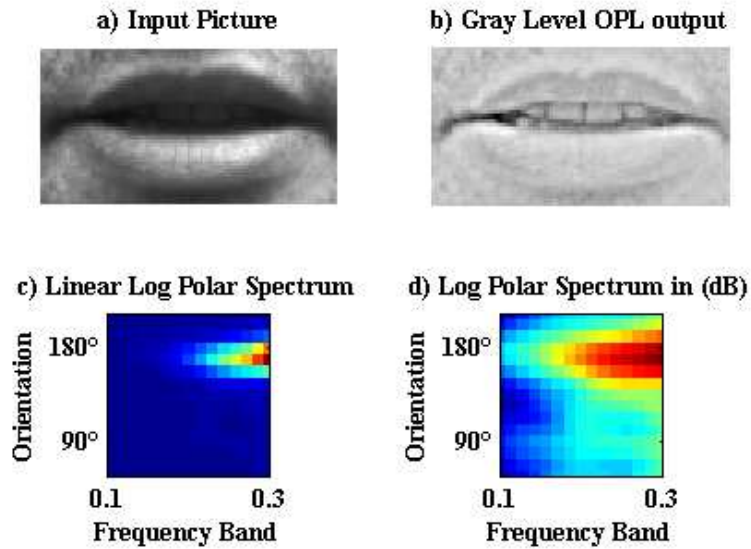 a) Input Picture
b) Gray Level OPL output
c) Linear Log Polar Spectrum
Orientation
180°
90°
0.1
0.3
Frequency Band
d) Log Polar Spectrum in (dB)
Orientation
180°
90°
0.1
0.3
Frequency Band